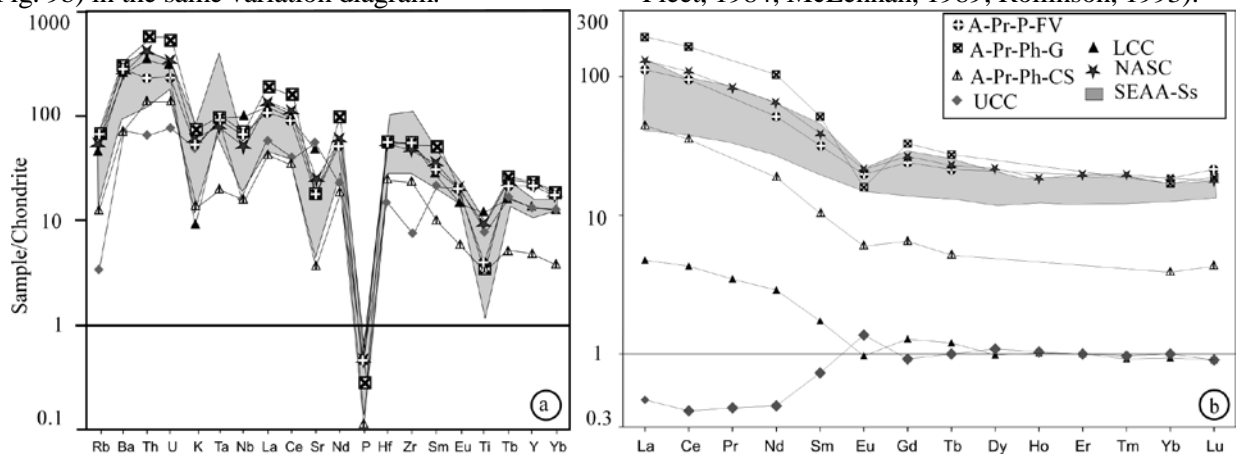 Fig. 9b) in the same variation diagram.
Picet, 1984; McLennan, 1989; Rollinson, 1993).
1000
100
10
1
0.1
Sample/Chondrite
Rb Ba Th U K Ta Nb La Ce Sr Nd P Hf Zr Sm Eu Ti Tb Y Yb
a
300
100
10
1
0.3
A-Pr-P-FV
A-Pr-Ph-G
A-Pr-Ph-CS
UCC
LCC
NASC
SEAA-Ss
La Ce Pr Nd Sm Eu Gd Tb Dy Ho Er Tm Yb Lu
b